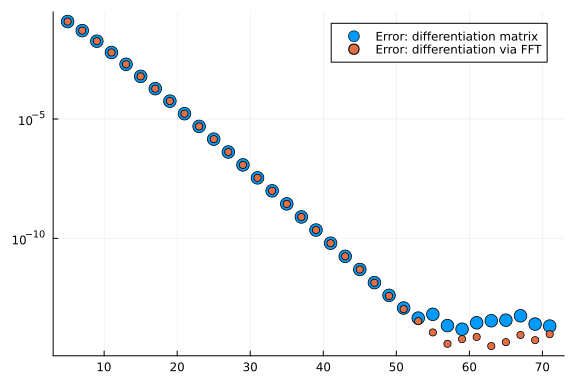 Error: differentiation matrix
Error: differentiation via FFT
10⁻⁵
10⁻¹⁰
10 20 30 40 50 60 70